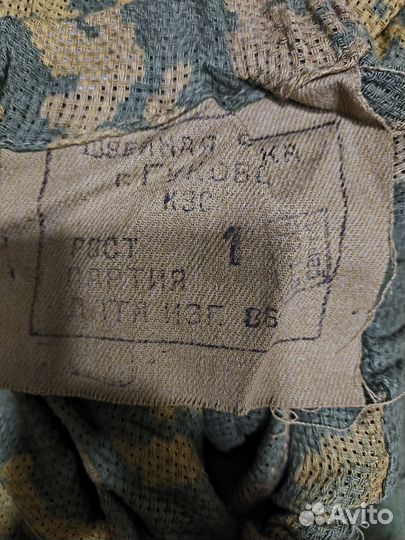 ШВЕЙНАЯ Ф-КА
г. ГУКОВО
КЗС
РОСТ 1
ПАРТИЯ
ДАТА ИЗГ. 86
Avito